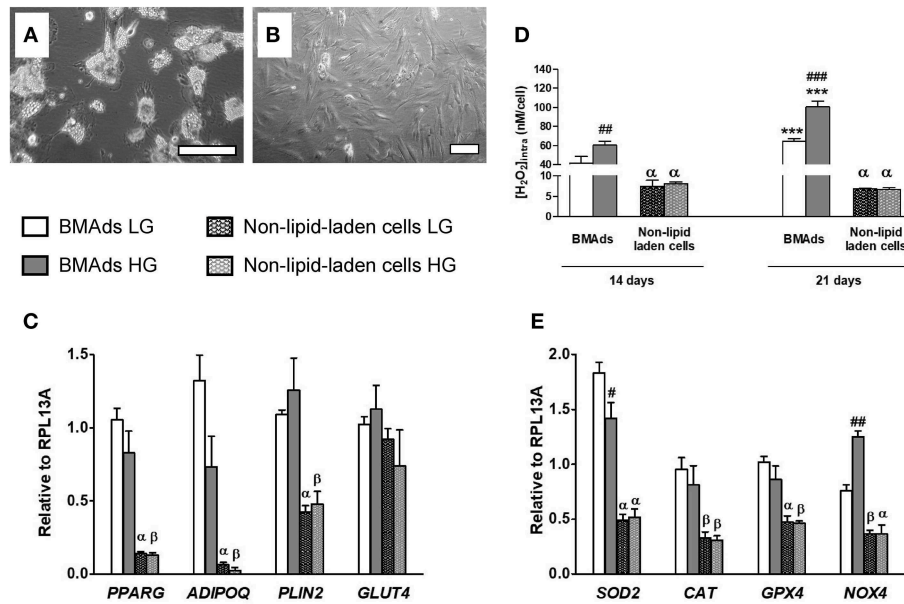 A
B
BMAds LG
Non-lipid-laden cells LG
BMAds HG
Non-lipid-laden cells HG
D
[H2O2]intra (nM/cell)
140
120
100
80
60
40
10
5
0
##
α α
***
###
***
α α
BMAds
Non-lipid
laden cells
BMAds
Non-lipid
laden cells
14 days
21 days
C
Relative to RPL13A
1.5
1.0
0.5
0.0
α β
α β
α β
PPARG ADIPOQ PLIN2 GLUT4
E
Relative to RPL13A
2.0
1.5
1.0
0.5
0.0
#
α α
β β
α β
##
β α
SOD2 CAT GPX4 NOX4